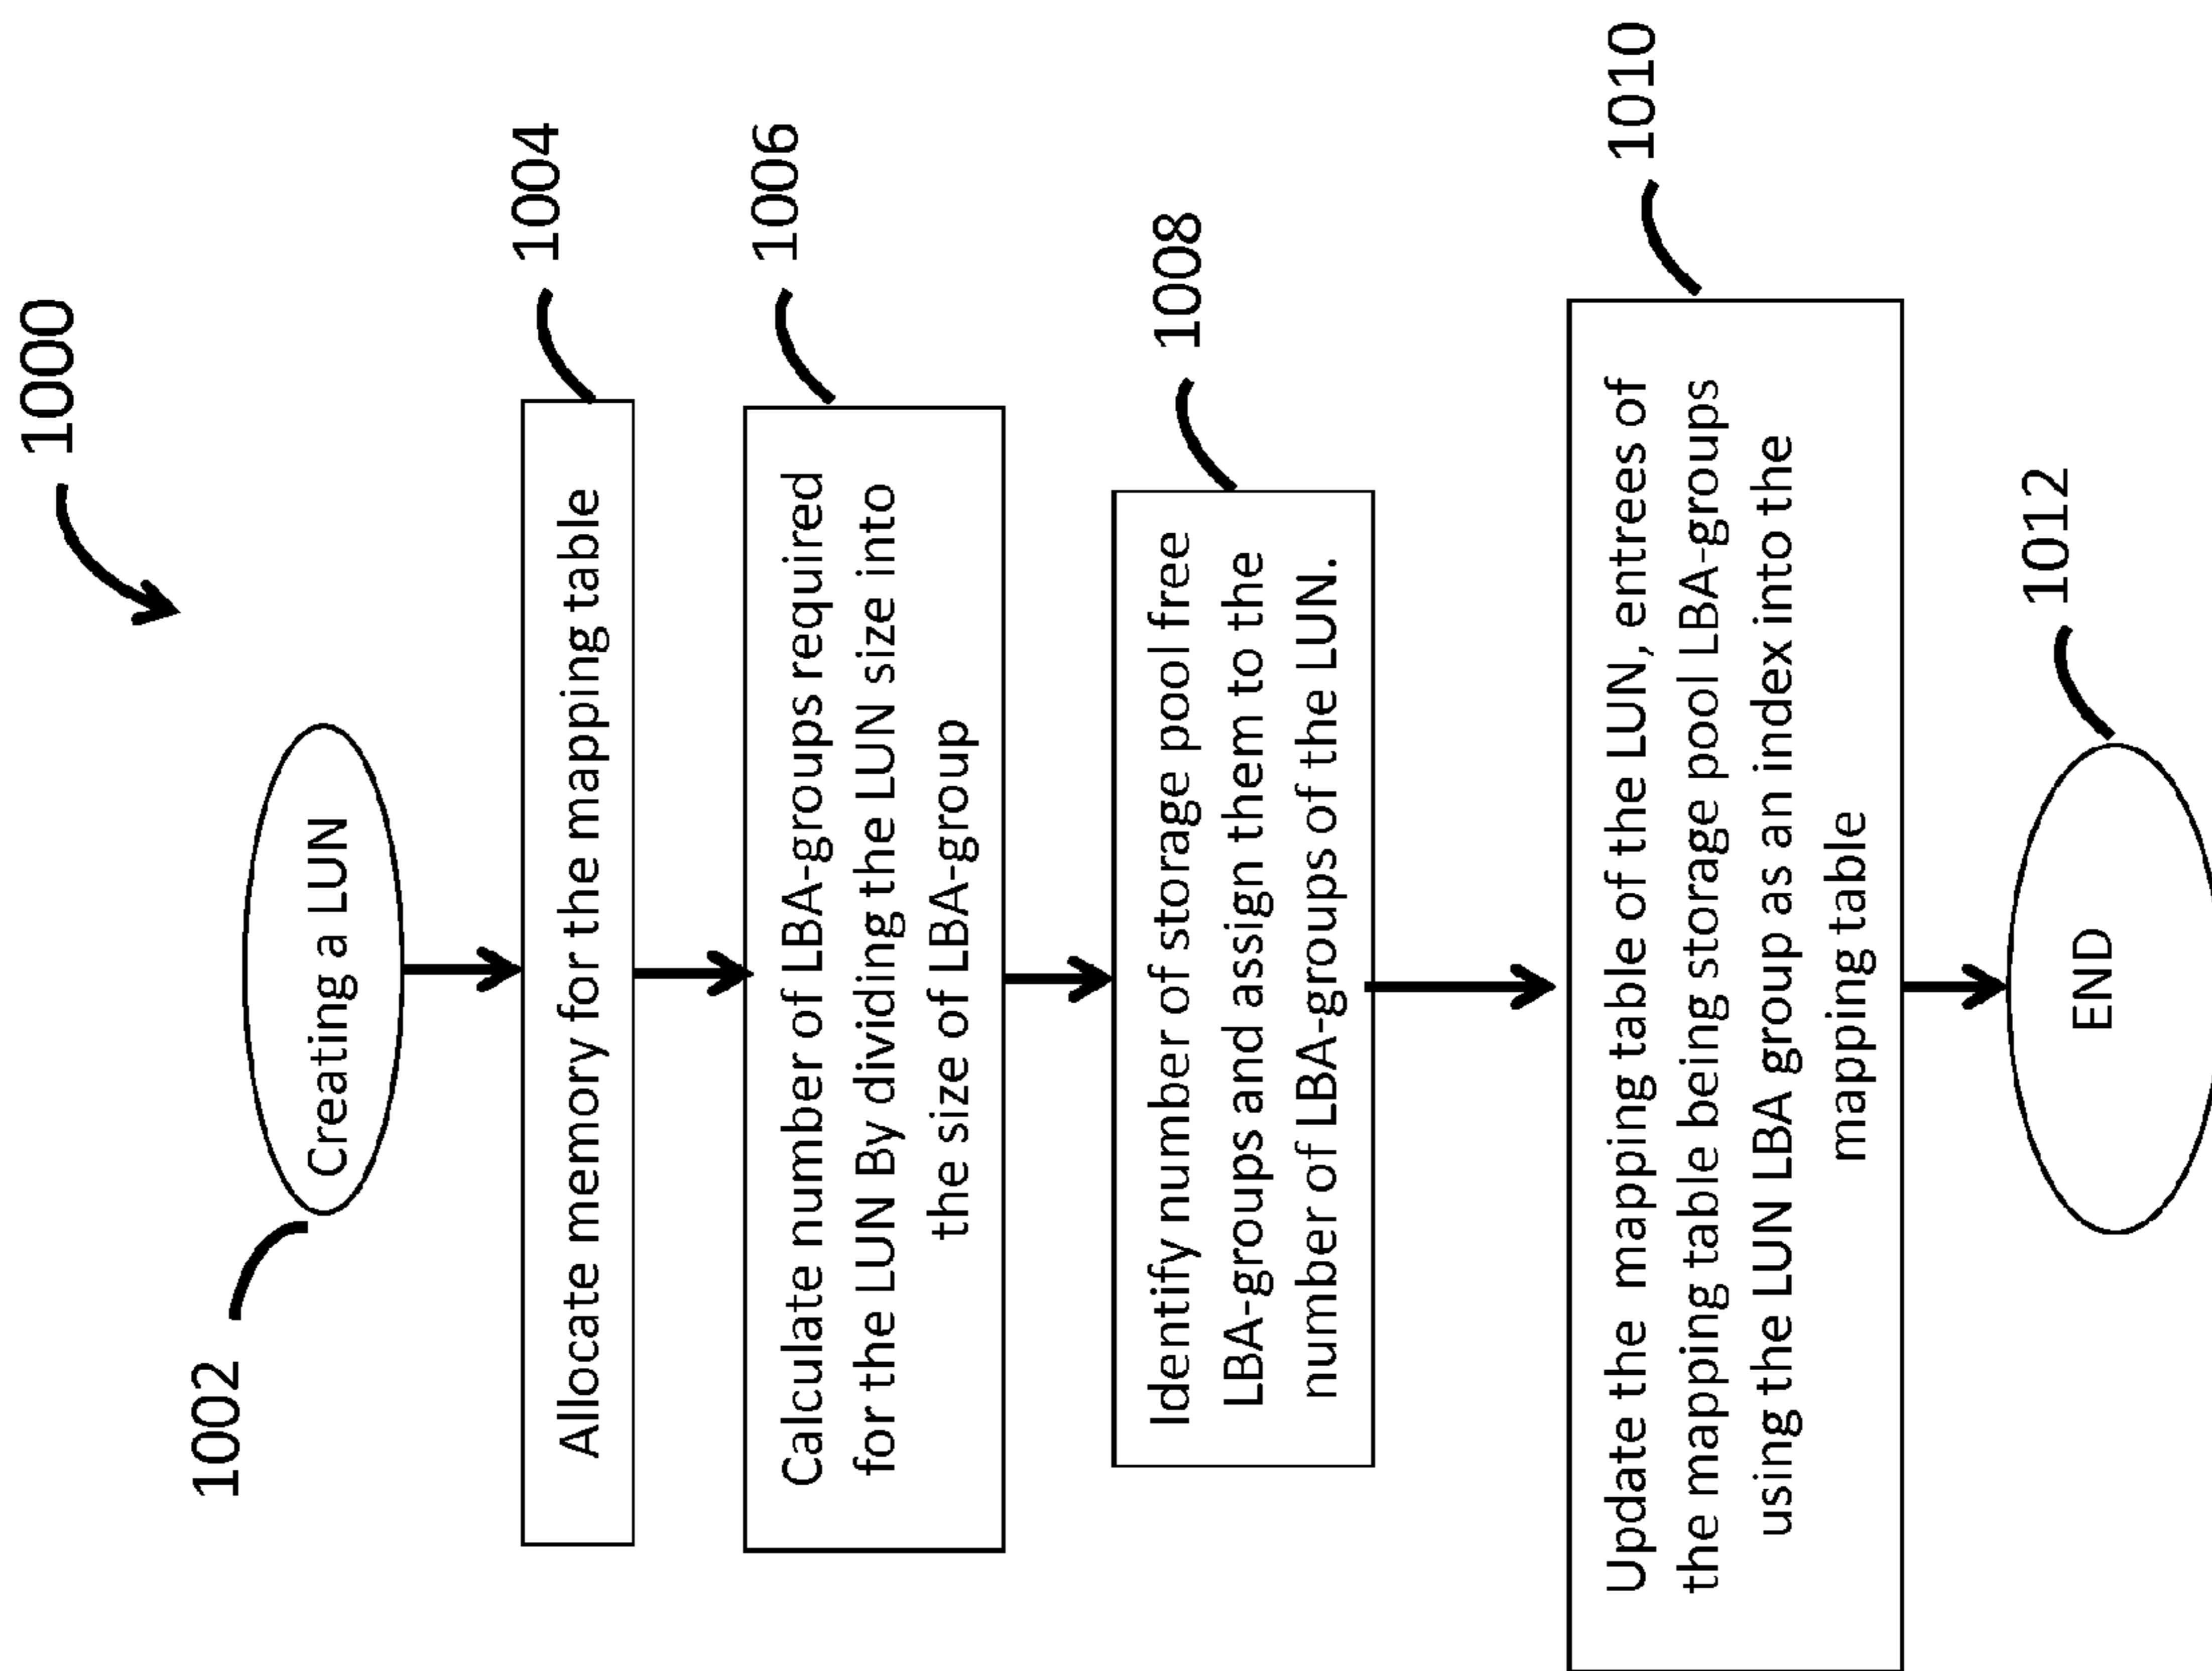 1000
1002
Creating a LUN
1004
Allocate memory for the mapping table
1006
Calculate number of LBA-groups required
for the LUN By dividing the LUN size into
the size of LBA-group
1008
Identify number of storage pool free
LBA-groups and assign them to the
number of LBA-groups of the LUN.
1010
Update the mapping table of the LUN, entrees of
the mapping table being storage pool LBA-groups
using the LUN LBA group as an index into the
mapping table
1012
END